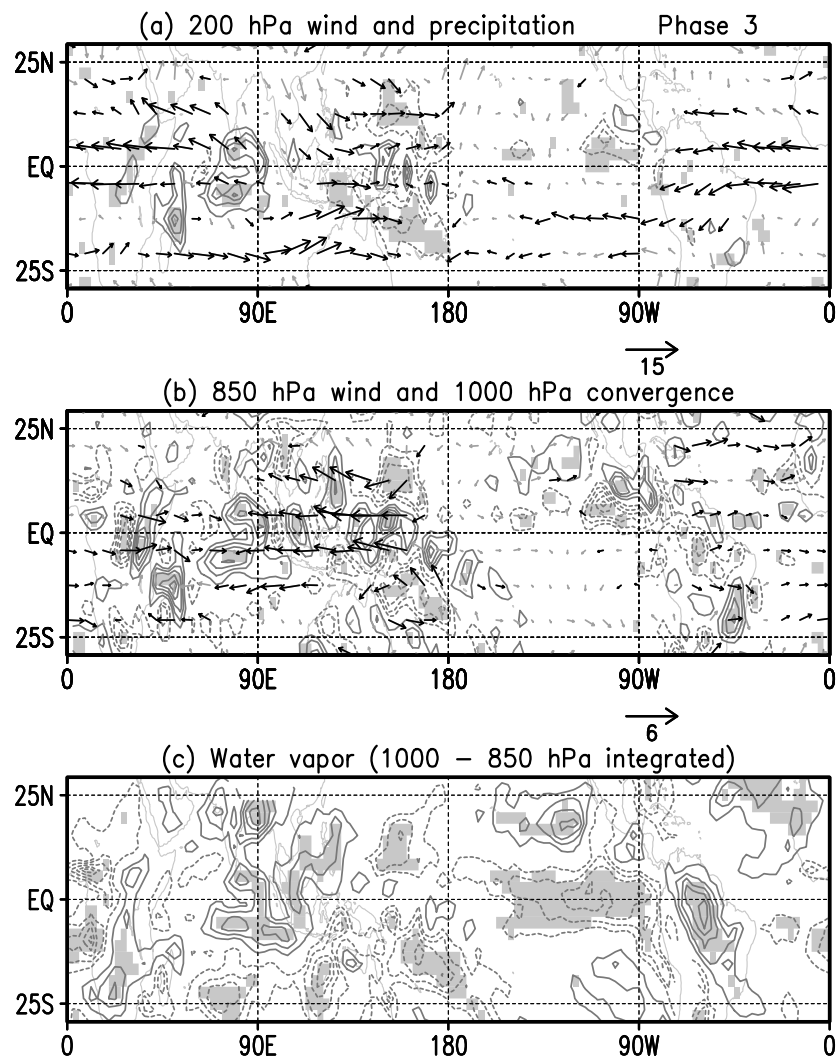 (a) 200 hPa wind and precipitation Phase 3
25N
EQ
25S
0 90E 180 90W 0
15
(b) 850 hPa wind and 1000 hPa convergence
25N
EQ
25S
0 90E 180 90W 0
6
(c) Water vapor (1000 – 850 hPa integrated)
25N
EQ
25S
0 90E 180 90W 0